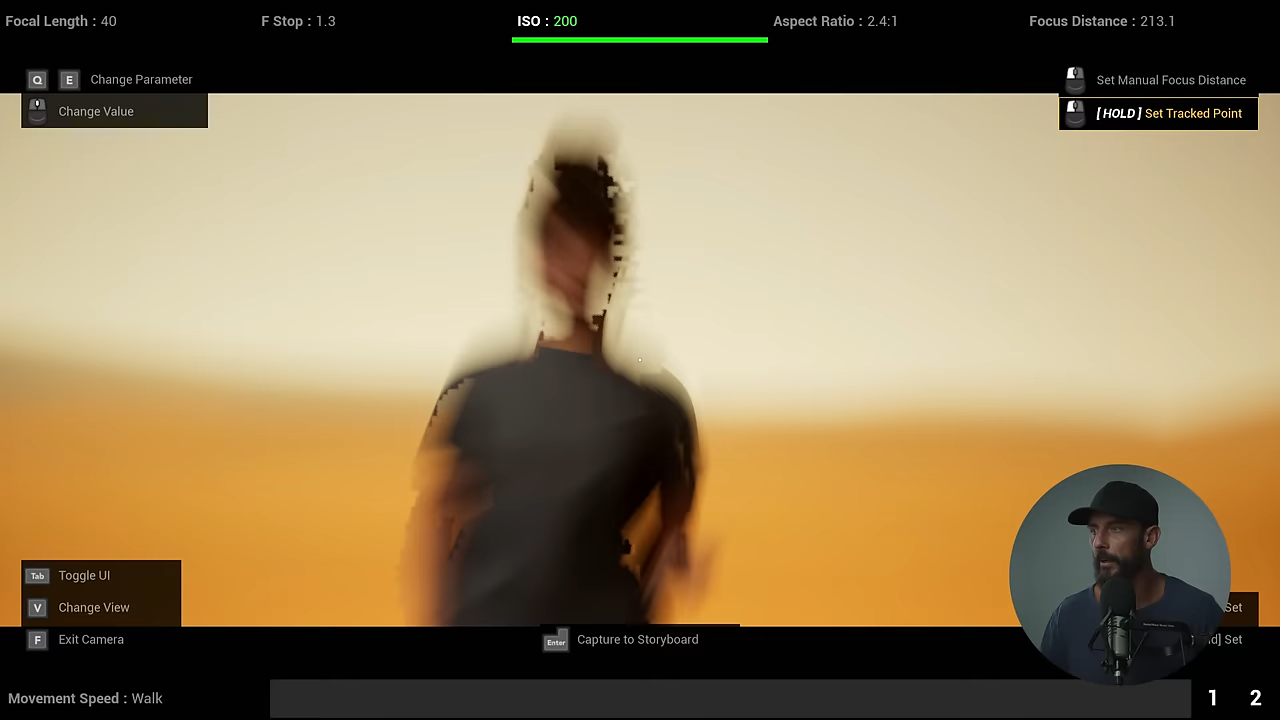 Focal Length : 40
F Stop : 1.3
ISO : 200
Aspect Ratio : 2.4:1
Focus Distance : 213.1
Q E Change Parameter
Set Manual Focus Distance
Change Value
[ HOLD ] Set Tracked Point
Tab Toggle UI
V Change View
Set
F Exit Camera
Enter Capture to Storyboard
d] Set
Movement Speed : Walk
1 2